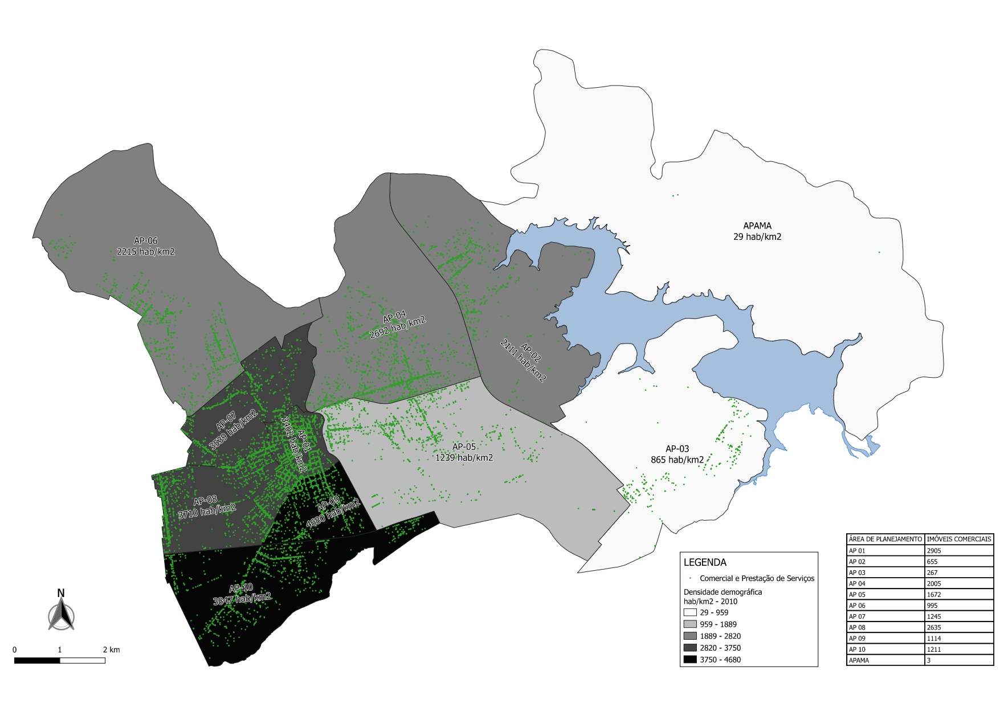 APAMA
29 hab/km2
AP-06
2215 hab/km2
AP-04
2692 hab/km2
AP-02
2111 hab/km2
AP-07
3539 hab/km2
AP-01
3402 hab/km2
AP-05
1239 hab/km2
AP-03
865 hab/km2
AP-08
3710 hab/km2
AP-09
4680 hab/km2
AP-10
3847 hab/km2
N
0 1 2 km
LEGENDA
Comercial e Prestação de Serviços
Densidade demográfica
hab/km2 - 2010
29 - 959
959 - 1889
1889 - 2820
2820 - 3750
3750 - 4680
ÁREA DE PLANEJAMENTO IMÓVEIS COMERCIAIS
AP 01 2905
AP 02 655
AP 03 267
AP 04 2005
AP 05 1672
AP 06 995
AP 07 1245
AP 08 2635
AP 09 1114
AP 10 1211
APAMA 3